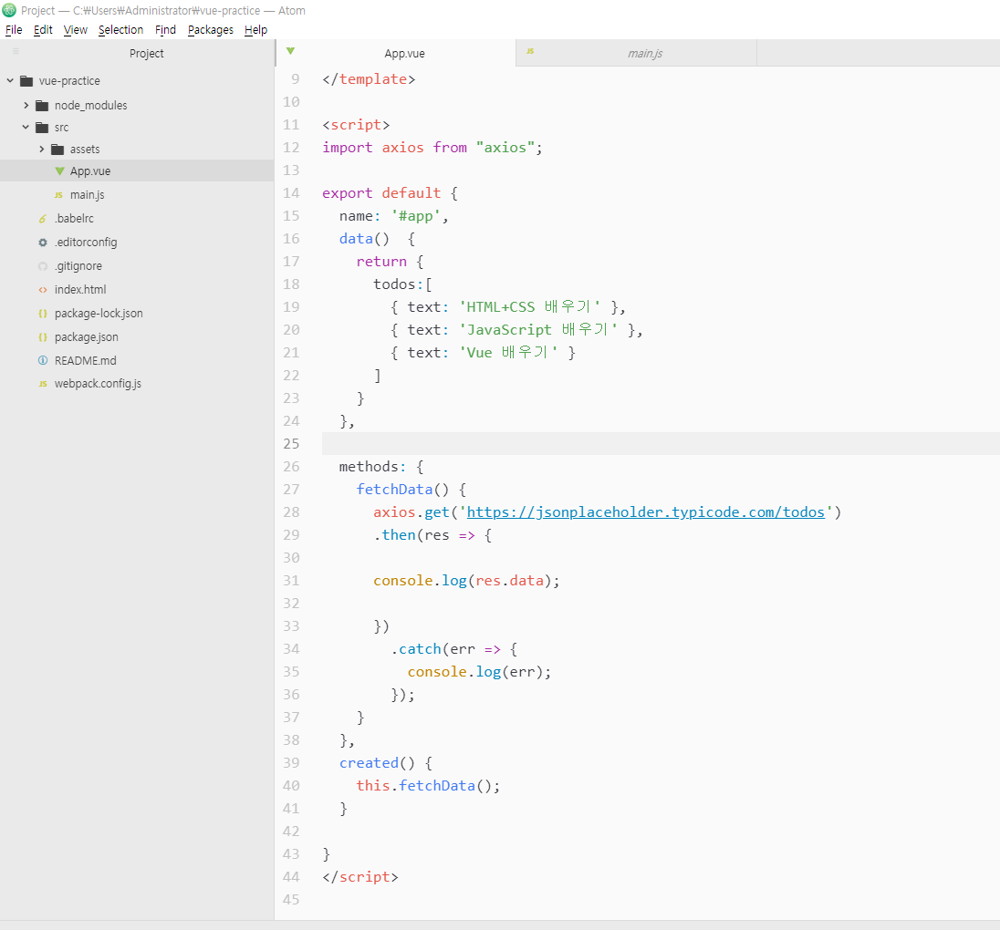 Project — C:₩Users₩Administrator₩vue-practice — Atom
File Edit View Selection Find Packages Help
Project
vue-practice
node_modules
src
assets
App.vue
main.js
.babelrc
.editorconfig
.gitignore
index.html
package-lock.json
package.json
README.md
webpack.config.js
App.vue
main.js
9 </template>
10
11 <script>
12 import axios from "axios";
13
14 export default {
15 name: '#app',
16 data()  {
17 return {
18 todos:[
19 { text: 'HTML+CSS 배우기' },
20 { text: 'JavaScript 배우기' },
21 { text: 'Vue 배우기' }
22 ]
23 }
24 },
25
26 methods: {
27 fetchData() {
28 axios.get('https://jsonplaceholder.typicode.com/todos')
29 .then(res => {
30
31 console.log(res.data);
32
33 })
34 .catch(err => {
35 console.log(err);
36 });
37 }
38 },
39 created() {
40 this.fetchData();
41 }
42
43 }
44 </script>
45